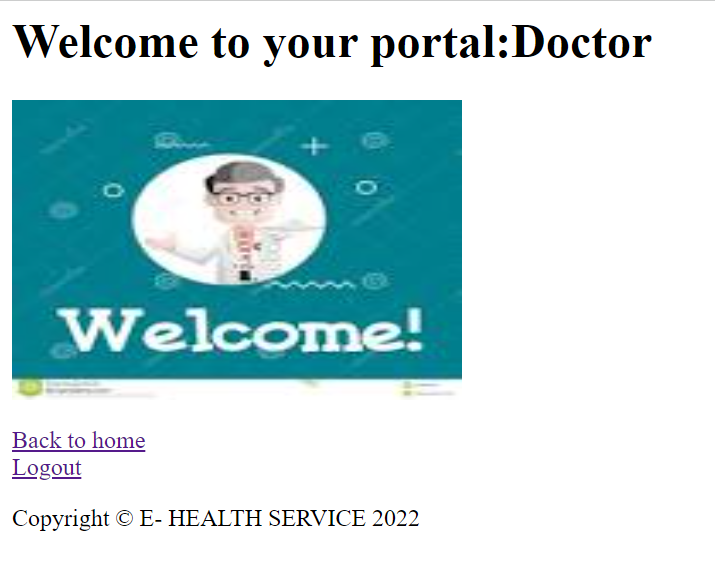 Welcome to your portal:Doctor
Welcome!
Back to home
Logout
Copyright © E- HEALTH SERVICE 2022